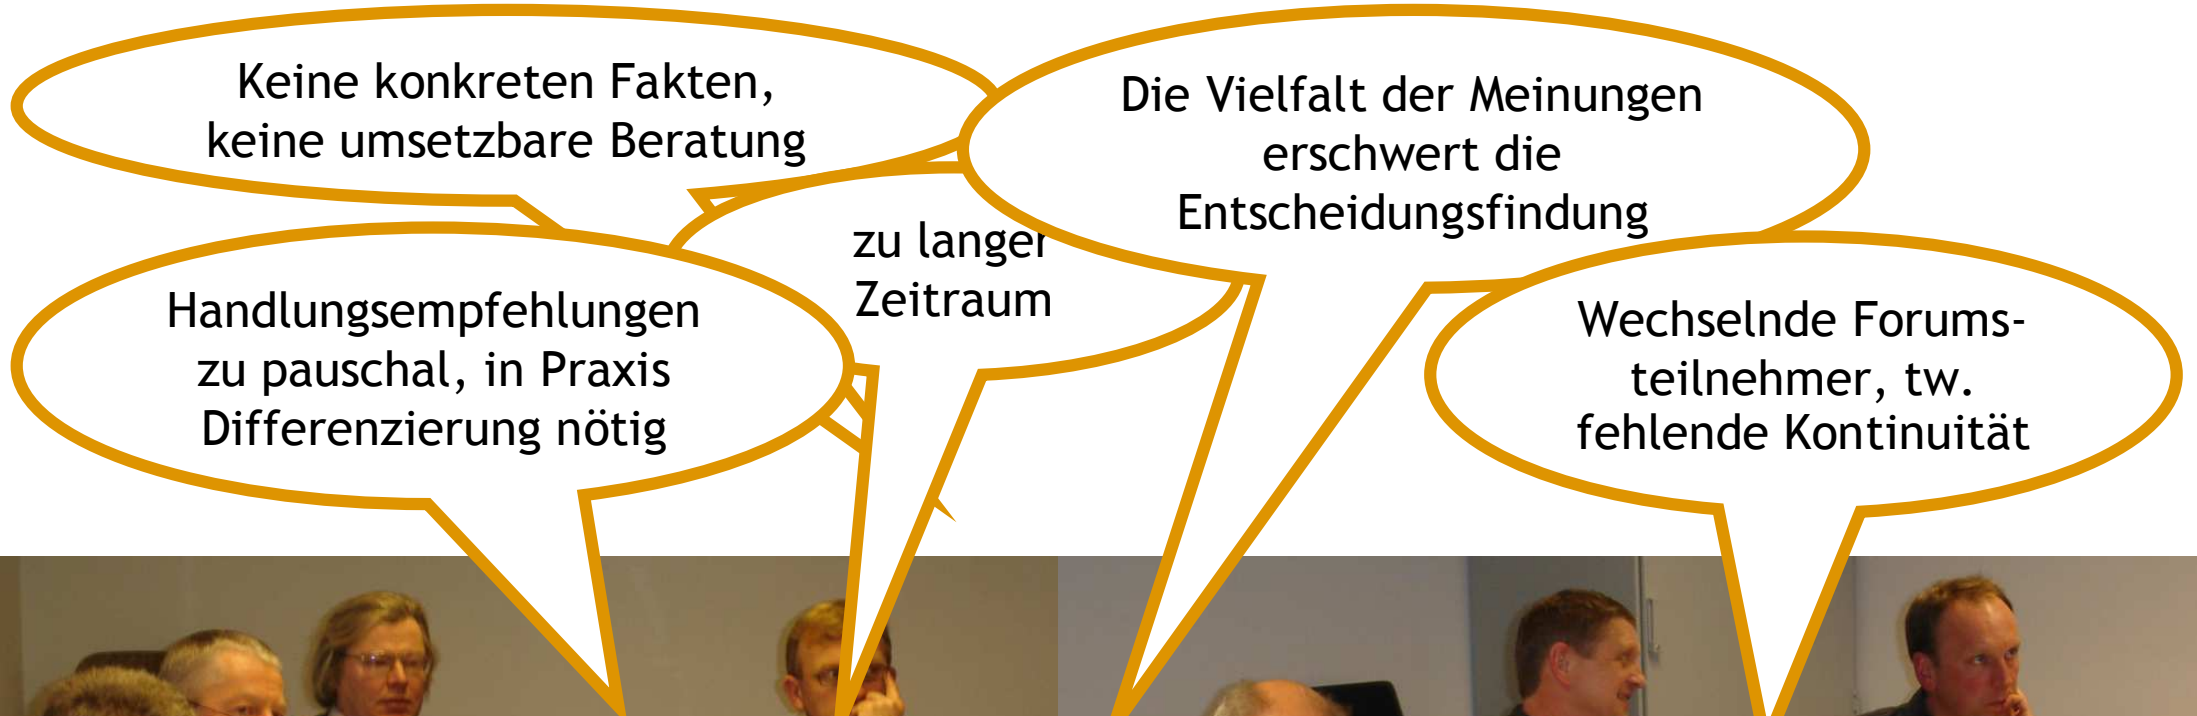 Keine konkreten Fakten,
keine umsetzbare Beratung
Die Vielfalt der Meinungen
erschwert die
Entscheidungsfindung
zu langer
Zeitraum
Handlungsempfehlungen
zu pauschal, in Praxis
Differenzierung nötig
Wechselnde Forums-
teilnehmer, tw.
fehlende Kontinuität